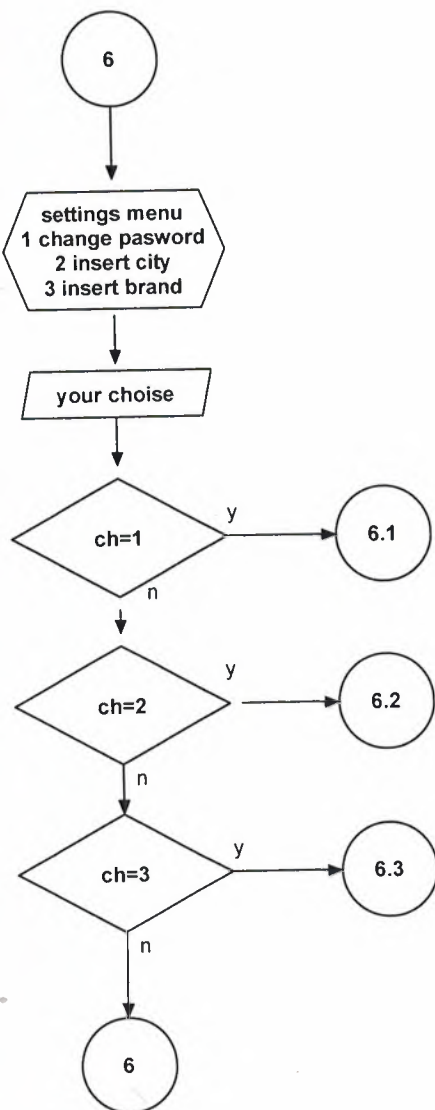 6
settings menu
1 change pasword
2 insert city
3 insert brand
your choise
ch=1
y
6.1
n
ch=2
y
6.2
n
ch=3
y
6.3
n
6